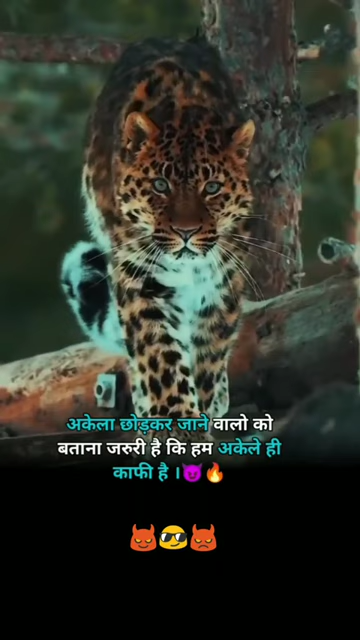 अकेला छोड़कर जाने वालो को
बताना जरुरी है कि हम अकेले ही
काफी है ।😈🔥
👹😎👹